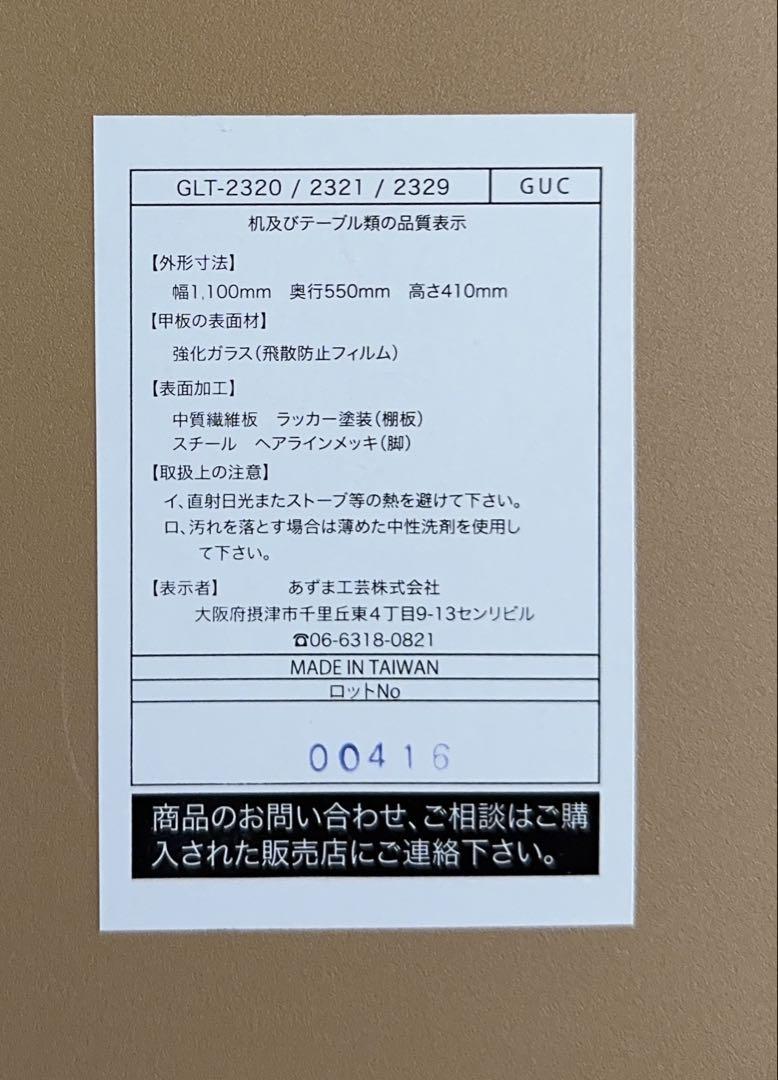 GLT-2320 / 2321 / 2329 GUC
机及びテーブル類の品質表示
【外形寸法】
幅1,100mm 奥行550mm 高さ410mm
【甲板の表面材】
強化ガラス(飛散防止フィルム)
【表面加工】
中質繊維板 ラッカー塗装(棚板)
スチール ヘアラインメッキ(脚)
【取扱上の注意】
イ、直射日光またストーブ等の熱を避けて下さい。
ロ、汚れを落とす場合は薄めた中性洗剤を使用し
て下さい。
【表示者】 あずま工芸株式会社
大阪府摂津市千里丘東4丁目9-13センリビル
☎06-6318-0821
MADE IN TAIWAN
ロットNo
00416
商品のお問い合わせ、ご相談はご購
入された販売店にご連絡下さい。